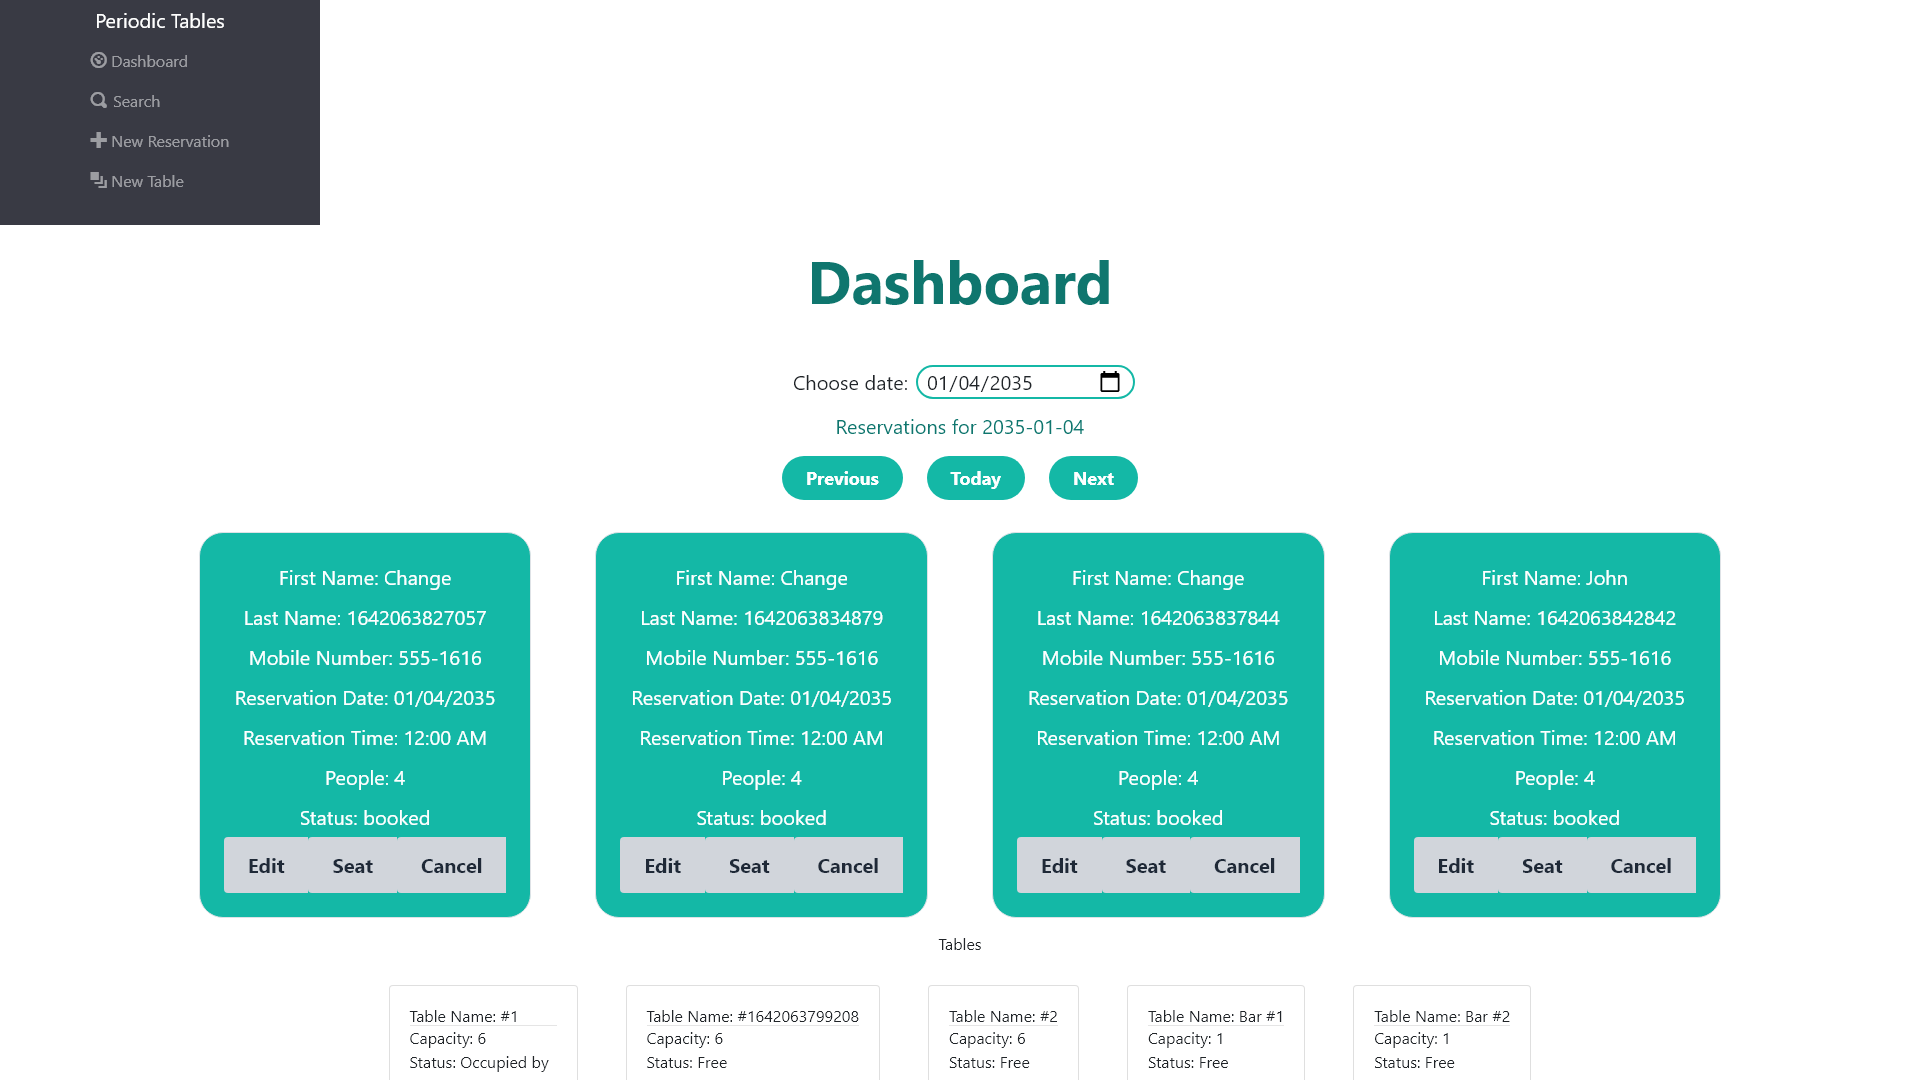 Periodic Tables
Dashboard
Search
New Reservation
New Table
Dashboard
Choose date: 01/04/2035
Reservations for 2035-01-04
Previous Today Next
First Name: Change
Last Name: 1642063827057
Mobile Number: 555-1616
Reservation Date: 01/04/2035
Reservation Time: 12:00 AM
People: 4
Status: booked
Edit Seat Cancel
First Name: Change
Last Name: 1642063834879
Mobile Number: 555-1616
Reservation Date: 01/04/2035
Reservation Time: 12:00 AM
People: 4
Status: booked
Edit Seat Cancel
First Name: Change
Last Name: 1642063837844
Mobile Number: 555-1616
Reservation Date: 01/04/2035
Reservation Time: 12:00 AM
People: 4
Status: booked
Edit Seat Cancel
First Name: John
Last Name: 1642063842842
Mobile Number: 555-1616
Reservation Date: 01/04/2035
Reservation Time: 12:00 AM
People: 4
Status: booked
Edit Seat Cancel
Tables
Table Name: #1
Capacity: 6
Status: Occupied by
Table Name: #1642063799208
Capacity: 6
Status: Free
Table Name: #2
Capacity: 6
Status: Free
Table Name: Bar #1
Capacity: 1
Status: Free
Table Name: Bar #2
Capacity: 1
Status: Free